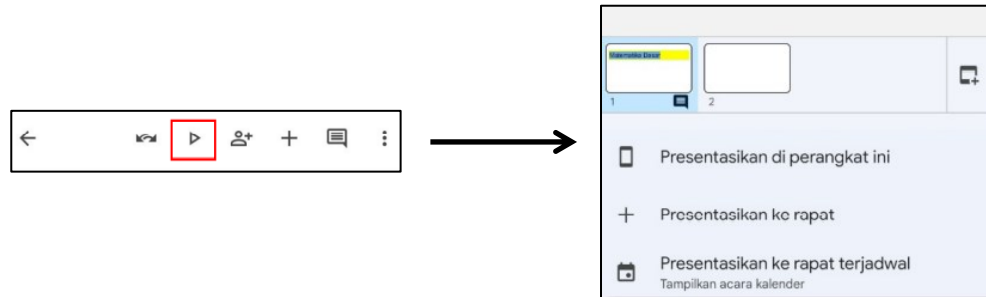 Matematika Dasar
1
2
Presentasikan di perangkat ini
Presentasikan ke rapat
Presentasikan ke rapat terjadwal
Tampilkan acara kalender